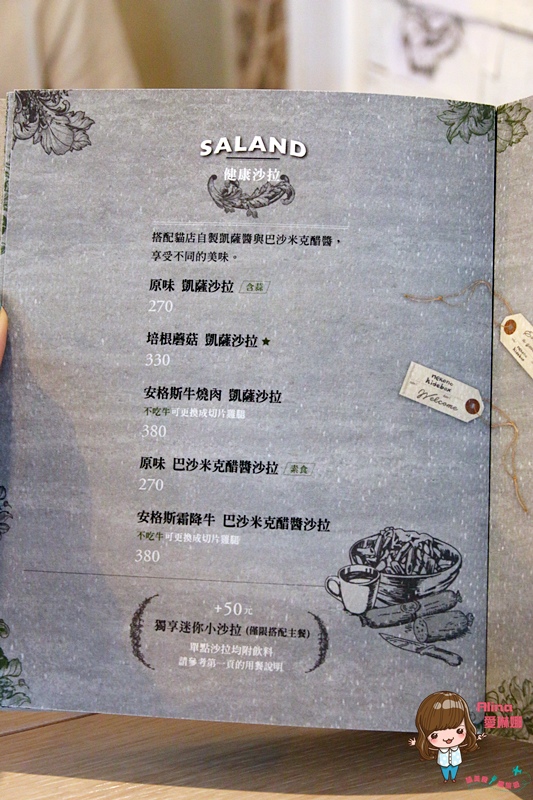 SALAND
健康沙拉
搭配貓店自製凱薩醬與巴沙米克醋醬，
享受不同的美味。
原味 凱薩沙拉 含蒜
270
培根蘑菇 凱薩沙拉★
330
安格斯牛燒肉 凱薩沙拉
不吃牛可更換成切片雞腿
380
原味 巴沙米克醋醬沙拉 素食
270
安格斯霜降牛 巴沙米克醋醬沙拉
不吃牛可更換成切片雞腿
380
+50元
獨享迷你小沙拉 (僅限搭配主餐)
單點沙拉均附飲料
請參考第一頁的用餐說明
Welcome
Alina
愛琳娜